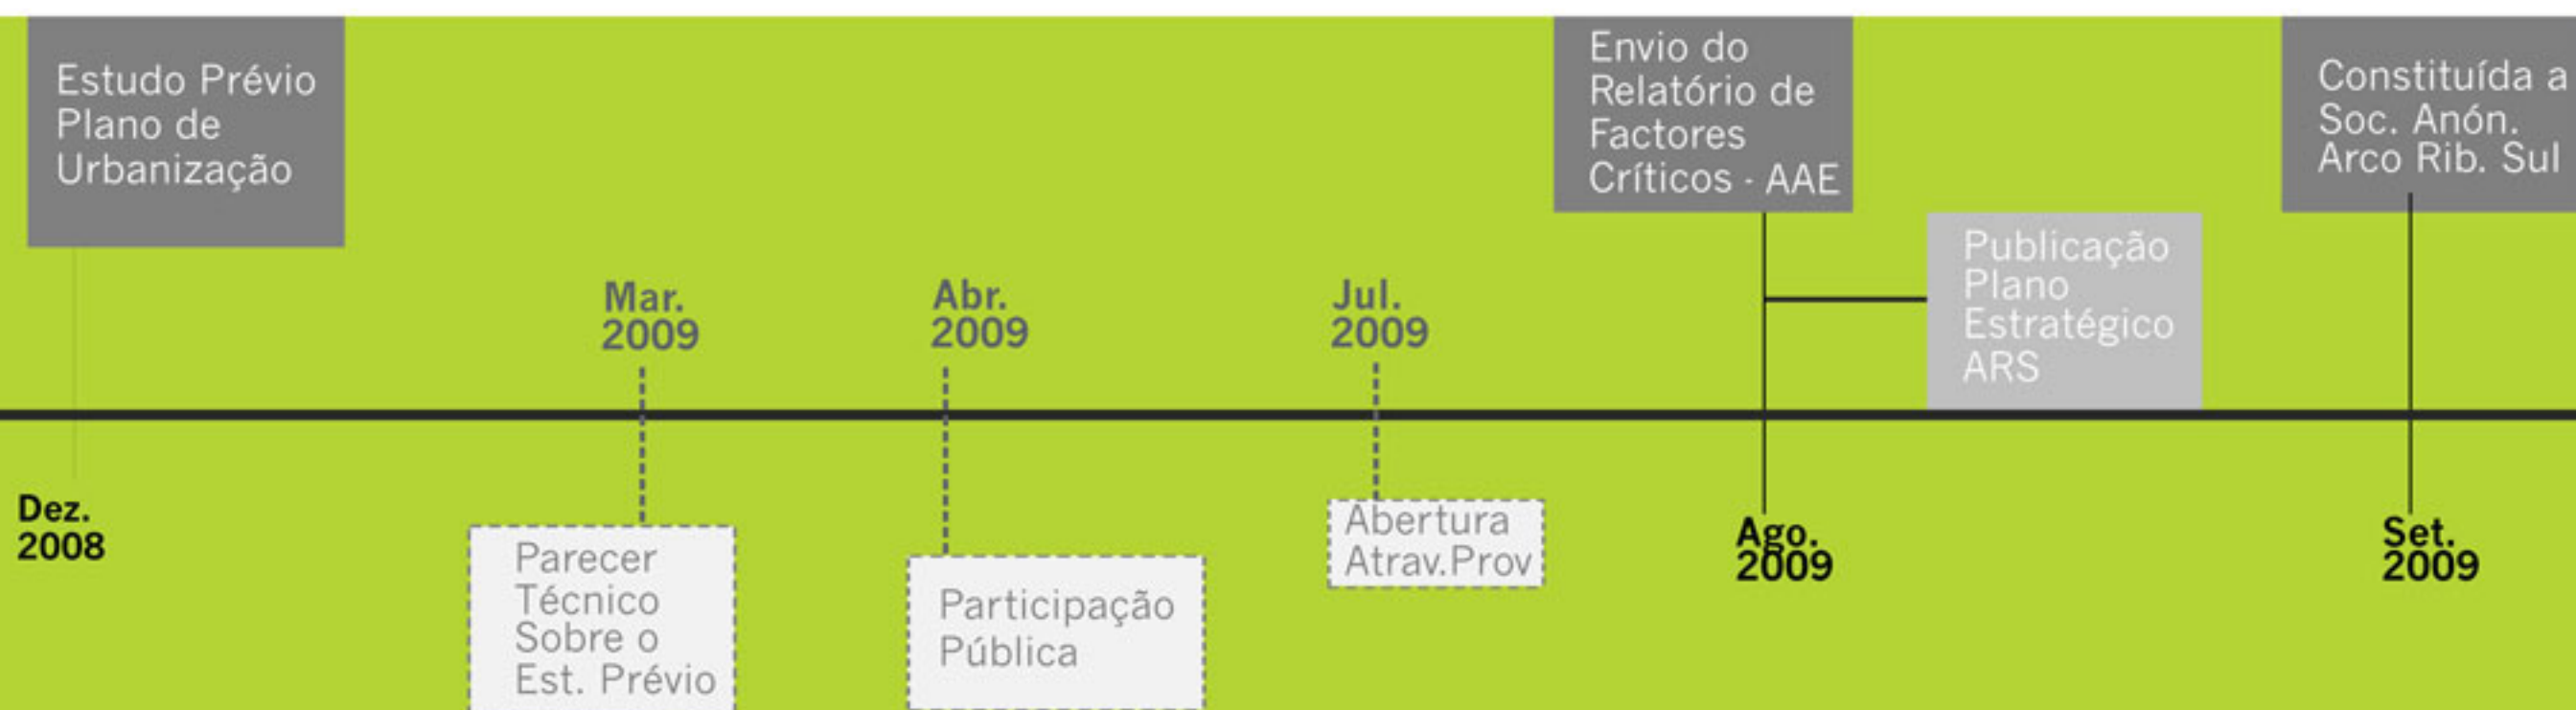 Estudo Prévio
Plano de
Urbanização
Dez.
2008
Mar.
2009
Parecer
Técnico
Sobre o
Est. Prévio
Abr.
2009
Participação
Pública
Jul.
2009
Abertura
Atrav.Prov
Envio do
Relatório de
Factores
Críticos - AAE
Ago.
2009
Publicação
Plano
Estratégico
ARS
Constituída a
Soc. Anón.
Arco Rib. Sul
Set.
2009